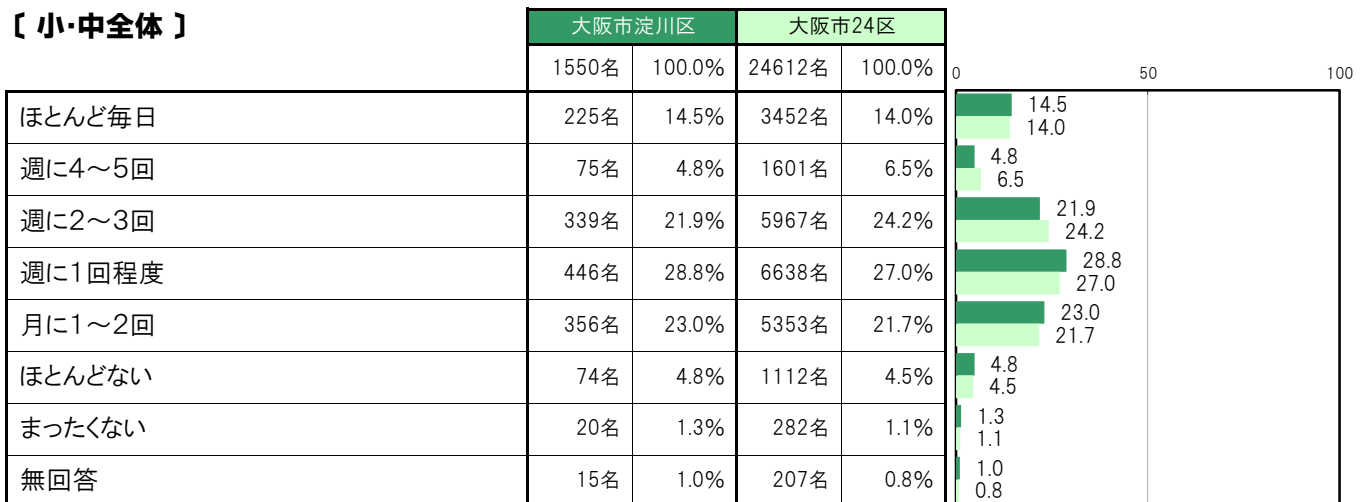 〔 小・中全体 〕
大阪市淀川区 大阪市24区
1550名 100.0% 24612名 100.0% 0 50 100
ほとんど毎日 225名 14.5% 3452名 14.0% 14.5
14.0
週に4～5回 75名 4.8% 1601名 6.5% 4.8
6.5
週に2～3回 339名 21.9% 5967名 24.2% 21.9
24.2
週に1回程度 446名 28.8% 6638名 27.0% 28.8
27.0
月に1～2回 356名 23.0% 5353名 21.7% 23.0
21.7
ほとんどない 74名 4.8% 1112名 4.5% 4.8
4.5
まったくない 20名 1.3% 282名 1.1% 1.3
1.1
無回答 15名 1.0% 207名 0.8% 1.0
0.8